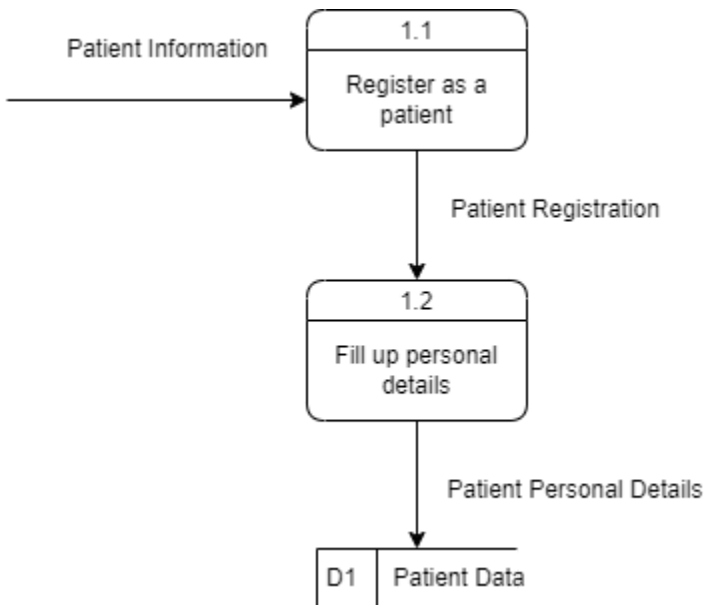 Patient Information
1.1
Register as a
patient
Patient Registration
1.2
Fill up personal
details
Patient Personal Details
D1
Patient Data